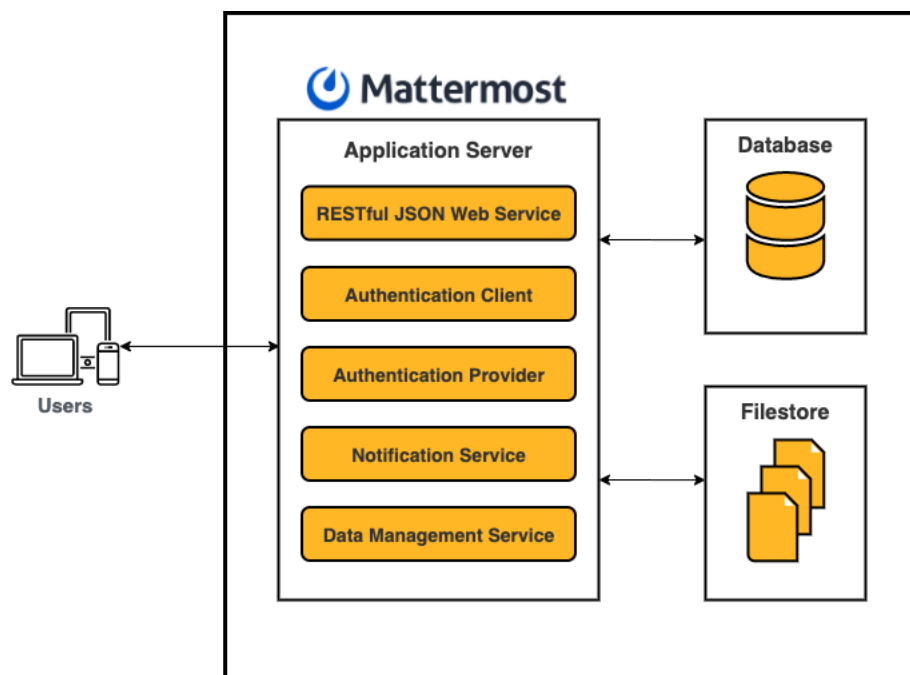 Mattermost
Application Server
RESTful JSON Web Service
Authentication Client
Authentication Provider
Notification Service
Data Management Service
Users
Database
Filestore